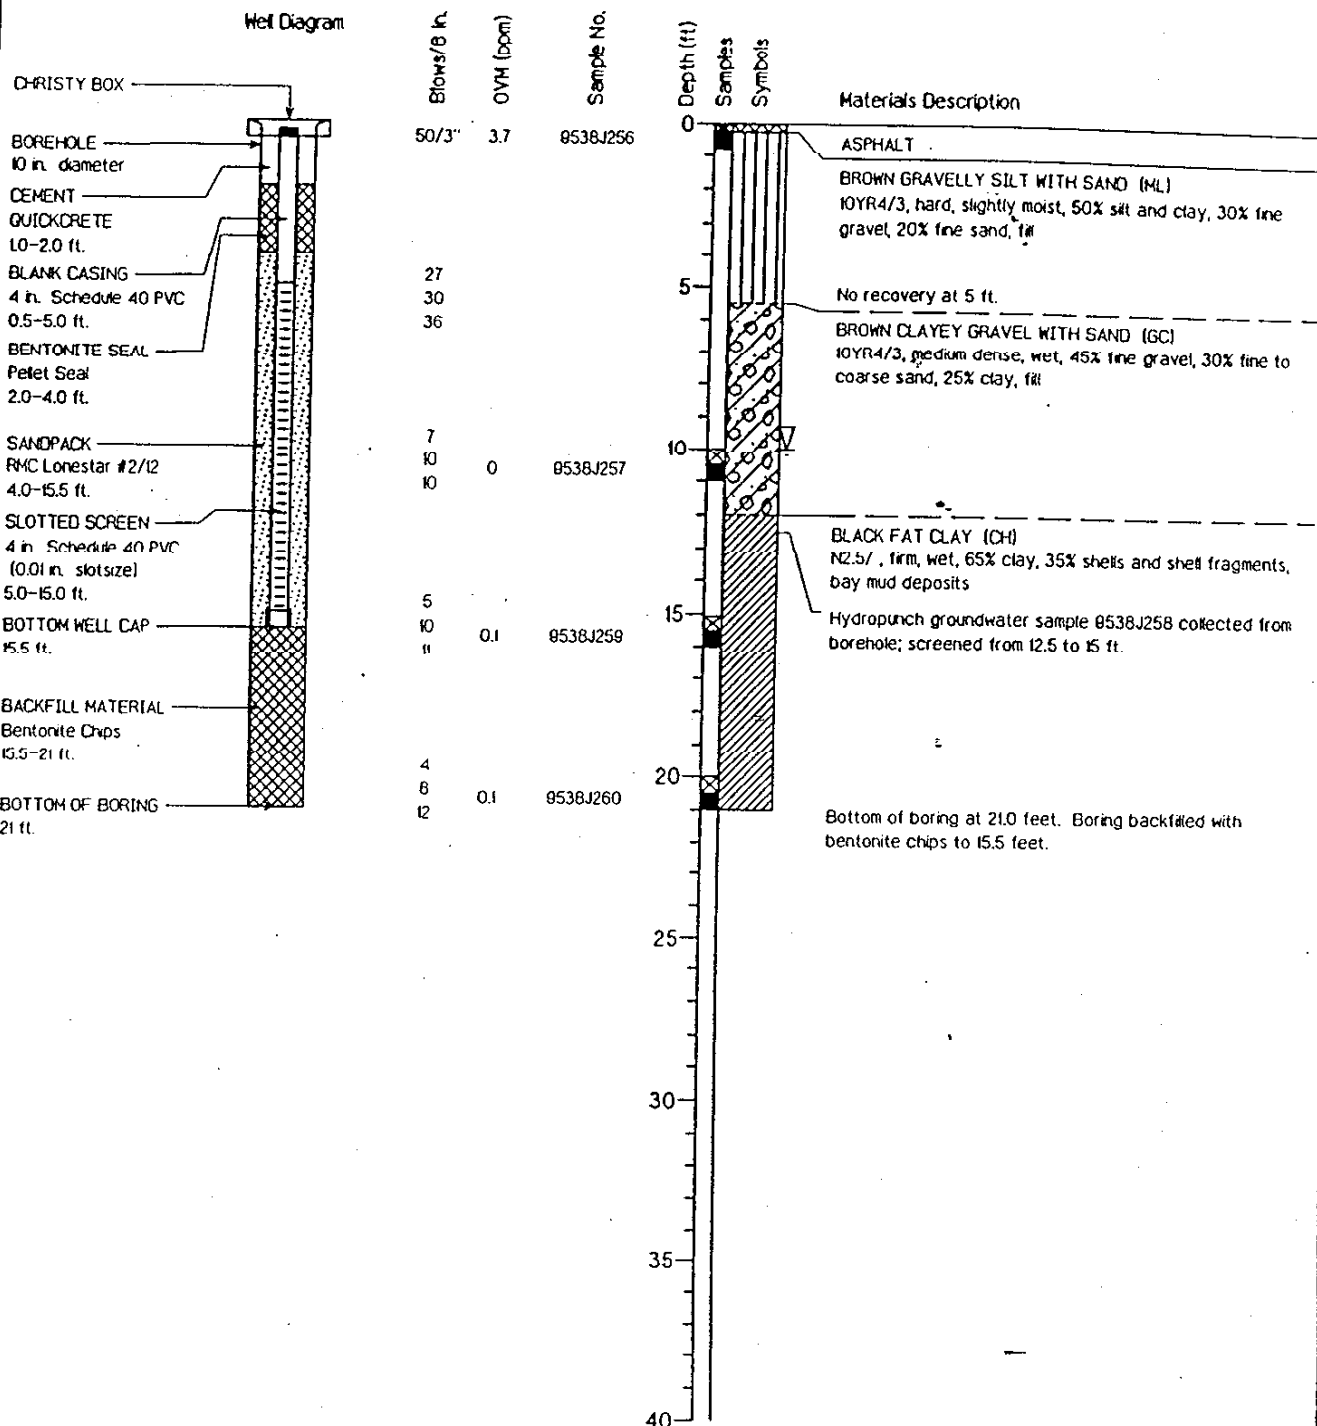 Well Diagram
Blows/6 in.
OVM (ppm)
Sample No.
Depth (ft)
Samples
Symbols
Materials Description
CHRISTY BOX
BOREHOLE
10 in. diameter
CEMENT
QUICKCRETE
1.0-2.0 ft.
BLANK CASING
4 in. Schedule 40 PVC
0.5-5.0 ft.
BENTONITE SEAL
Pellet Seal
2.0-4.0 ft.
SANDPACK
RMC Lonestar #2/12
4.0-15.5 ft.
SLOTTED SCREEN
4 in. Schedule 40 PVC
(0.01 in. slotsize)
5.0-15.0 ft.
BOTTOM WELL CAP
15.5 ft.
BACKFILL MATERIAL
Bentonite Chips
15.5-21 ft.
BOTTOM OF BORING
21 ft.
50/3" 3.7 9538J256
27
30
36
7
10 0 9538J257
10
5
10 0.1 9538J259
11
4
8 0.1 9538J260
12
0
5
10
15
20
25
30
35
40
ASPHALT
BROWN GRAVELLY SILT WITH SAND (ML)
10YR4/3, hard, slightly moist, 50% silt and clay, 30% fine
gravel, 20% fine sand, fill
No recovery at 5 ft.
BROWN CLAYEY GRAVEL WITH SAND (GC)
10YR4/3, medium dense, wet, 45% fine gravel, 30% fine to
coarse sand, 25% clay, fill
BLACK FAT CLAY (CH)
N2.5/ , firm, wet, 65% clay, 35% shells and shell fragments,
bay mud deposits
Hydropunch groundwater sample 9538J258 collected from
borehole; screened from 12.5 to 15 ft.
Bottom of boring at 21.0 feet. Boring backfilled with
bentonite chips to 15.5 feet.